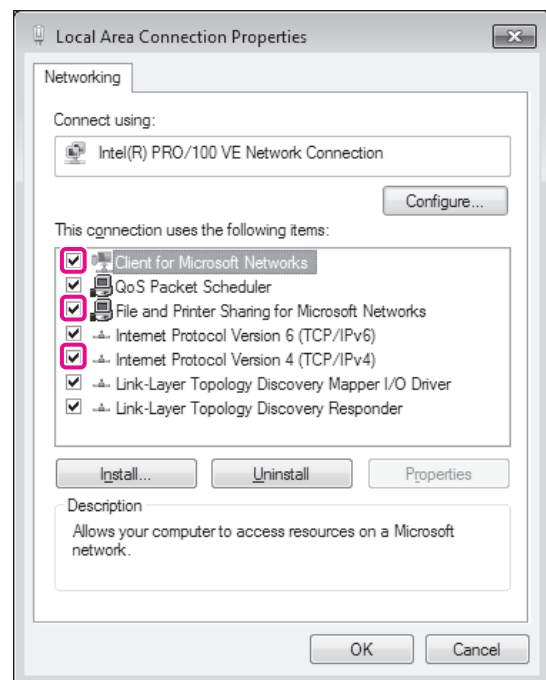 Local Area Connection Properties
Networking
Connect using:
Intel(R) PRO/100 VE Network Connection
Configure...
This connection uses the following items:
Client for Microsoft Networks
QoS Packet Scheduler
File and Printer Sharing for Microsoft Networks
Internet Protocol Version 6 (TCP/IPv6)
Internet Protocol Version 4 (TCP/IPv4)
Link-Layer Topology Discovery Mapper I/O Driver
Link-Layer Topology Discovery Responder
Install... Uninstall Properties
Description
Allows your computer to access resources on a Microsoft
network.
OK Cancel